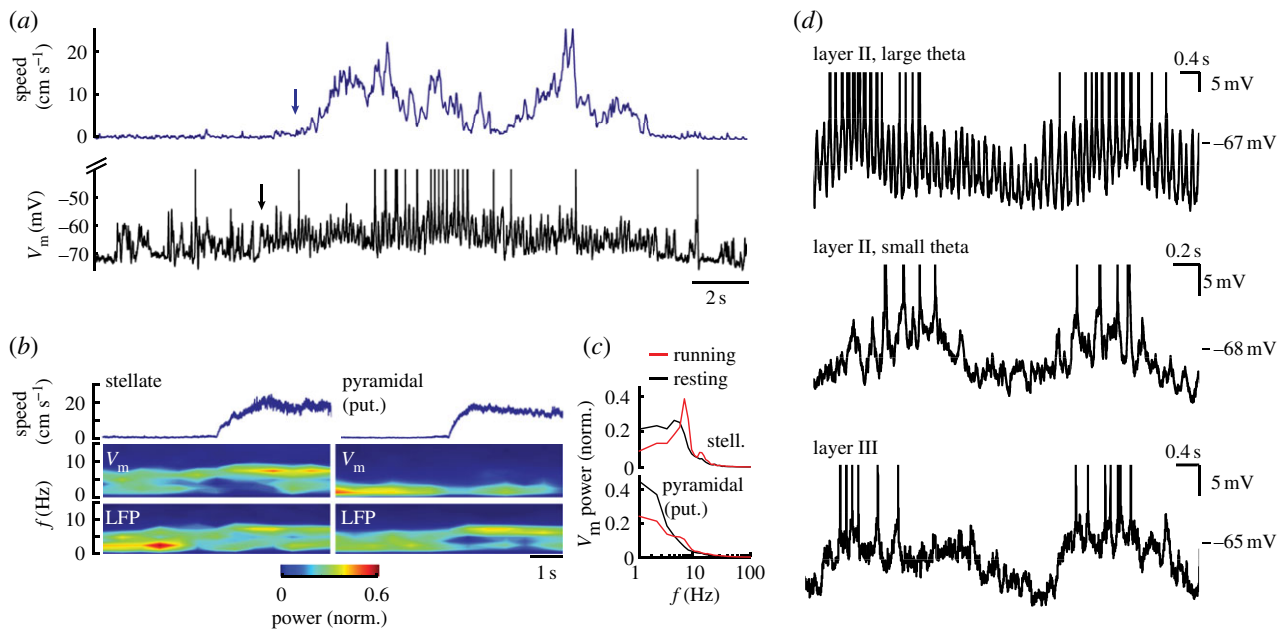 (a)
speed
(cm s⁻¹)
20
10
0
Vm (mV)
–50
–60
–70
2 s
(b)
stellate
pyramidal
(put.)
speed
(cm s⁻¹)
20
0
Vm
Vm
10
0
f (Hz)
LFP
LFP
10
0
1 s
0
0.6
power (norm.)
(c)
running
resting
Vm power (norm.)
0.4
0.2
0
stell.
0.4
0.2
0
pyramidal
(put.)
1
10
100
f (Hz)
(d)
layer II, large theta
0.4 s
5 mV
–67 mV
layer II, small theta
0.2 s
5 mV
–68 mV
layer III
0.4 s
5 mV
–65 mV